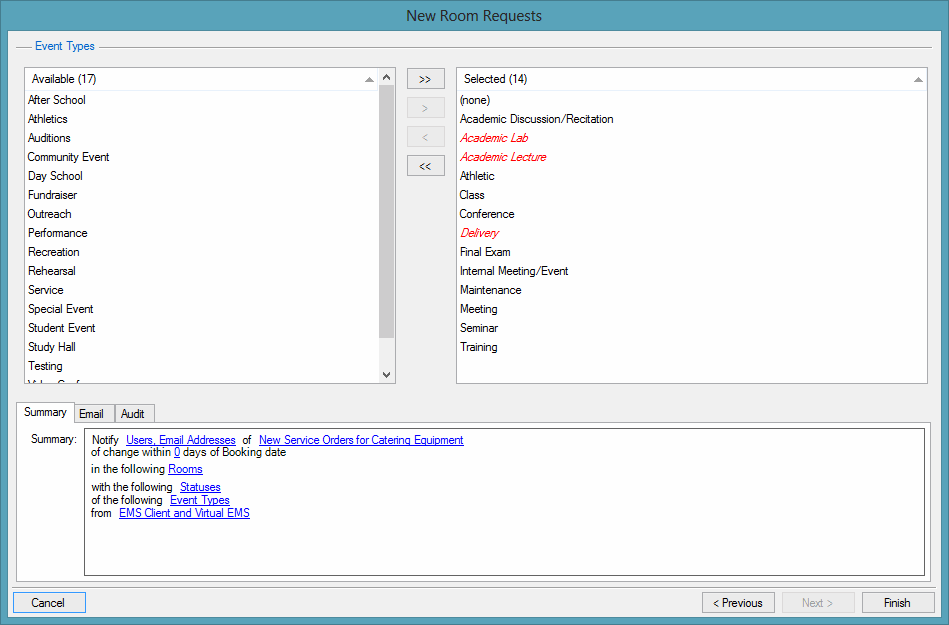 New Room Requests
Event Types
Available (17)
After School
Athletics
Auditions
Community Event
Day School
Fundraiser
Outreach
Performance
Recreation
Rehearsal
Service
Special Event
Student Event
Study Hall
Testing
>>
>
<
<<
Selected (14)
(none)
Academic Discussion/Recitation
Academic Lab
Academic Lecture
Athletic
Class
Conference
Delivery
Final Exam
Internal Meeting/Event
Maintenance
Meeting
Seminar
Training
Summary Email Audit
Summary:
Notify Users, Email Addresses of New Service Orders for Catering Equipment
of change within 0 days of Booking date
in the following Rooms
with the following Statuses
of the following Event Types
from EMS Client and Virtual EMS
Cancel < Previous Next > Finish